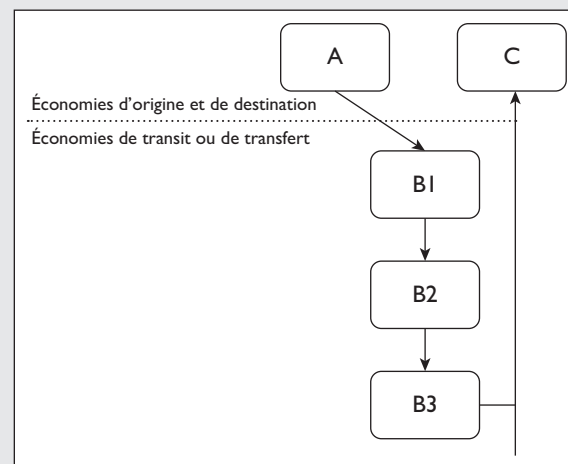 A
C
Économies d'origine et de destination
Économies de transit ou de transfert
B1
B2
B3